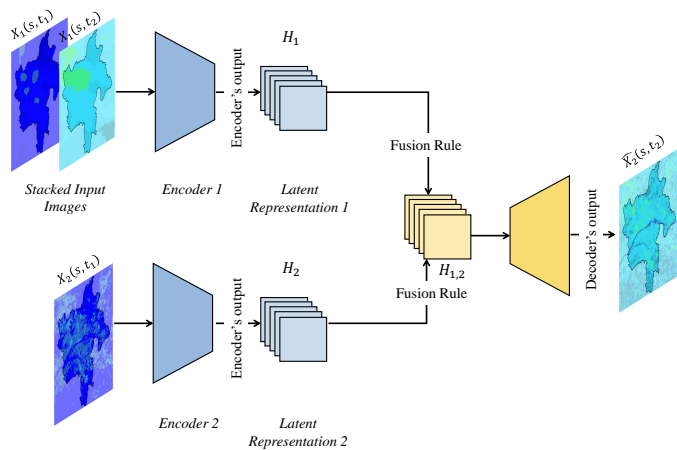 X₁(s,t₁)
X₁(s,t₂)
Stacked Input
Images
Encoder 1
Encoder's output
H₁
Latent
Representation 1
Fusion Rule
X₂(s,t₁)
Encoder 2
Encoder's output
H₂
Latent
Representation 2
Fusion Rule
H₁,₂
Decoder's output
X̂₂(s,t₂)